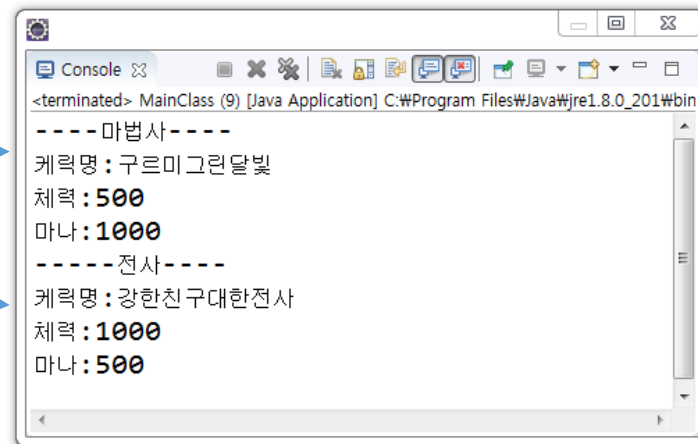 Console
<terminated> MainClass (9) [Java Application] C:₩Program Files₩Java₩jre1.8.0_201₩bin
----마법사----
케릭명:구르미그린달빛
체력:500
마나:1000
-----전사----
케릭명:강한친구대한전사
체력:1000
마나:500